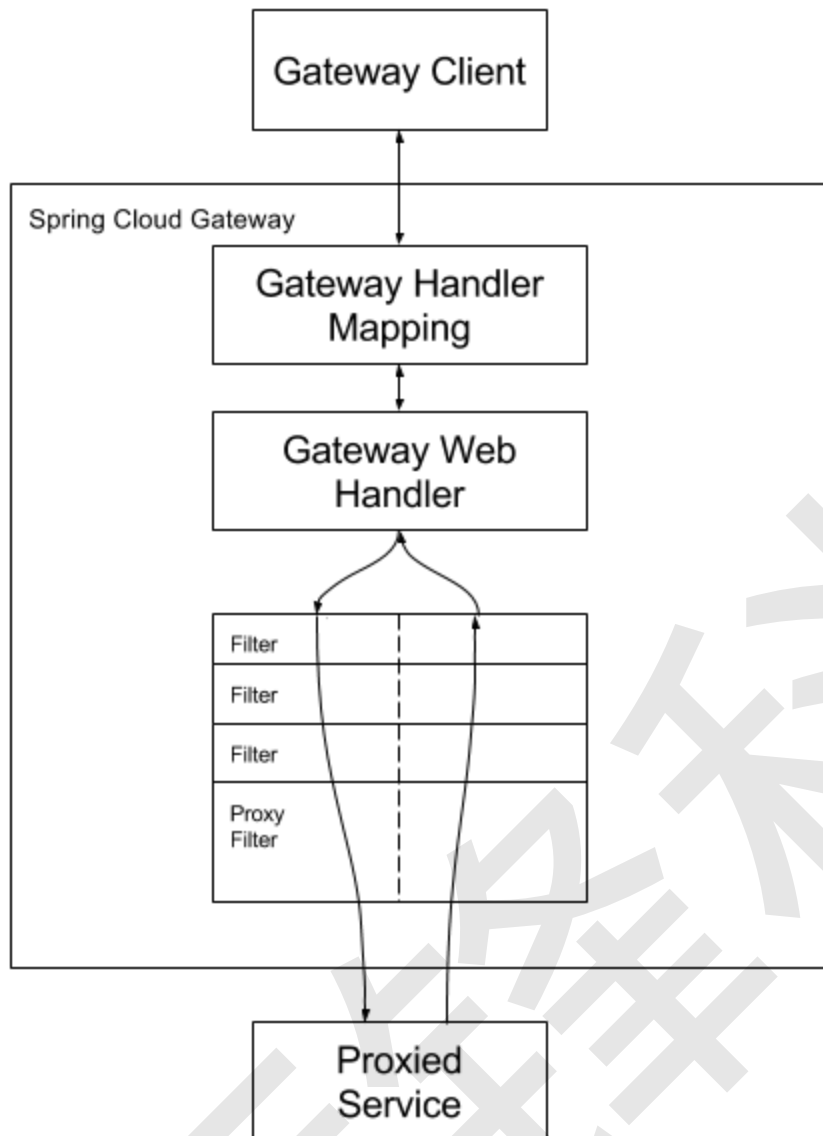 Gateway Client
Spring Cloud Gateway
Gateway Handler
Mapping
Gateway Web
Handler
Filter
Filter
Filter
Proxy
Filter
Proxied
Service